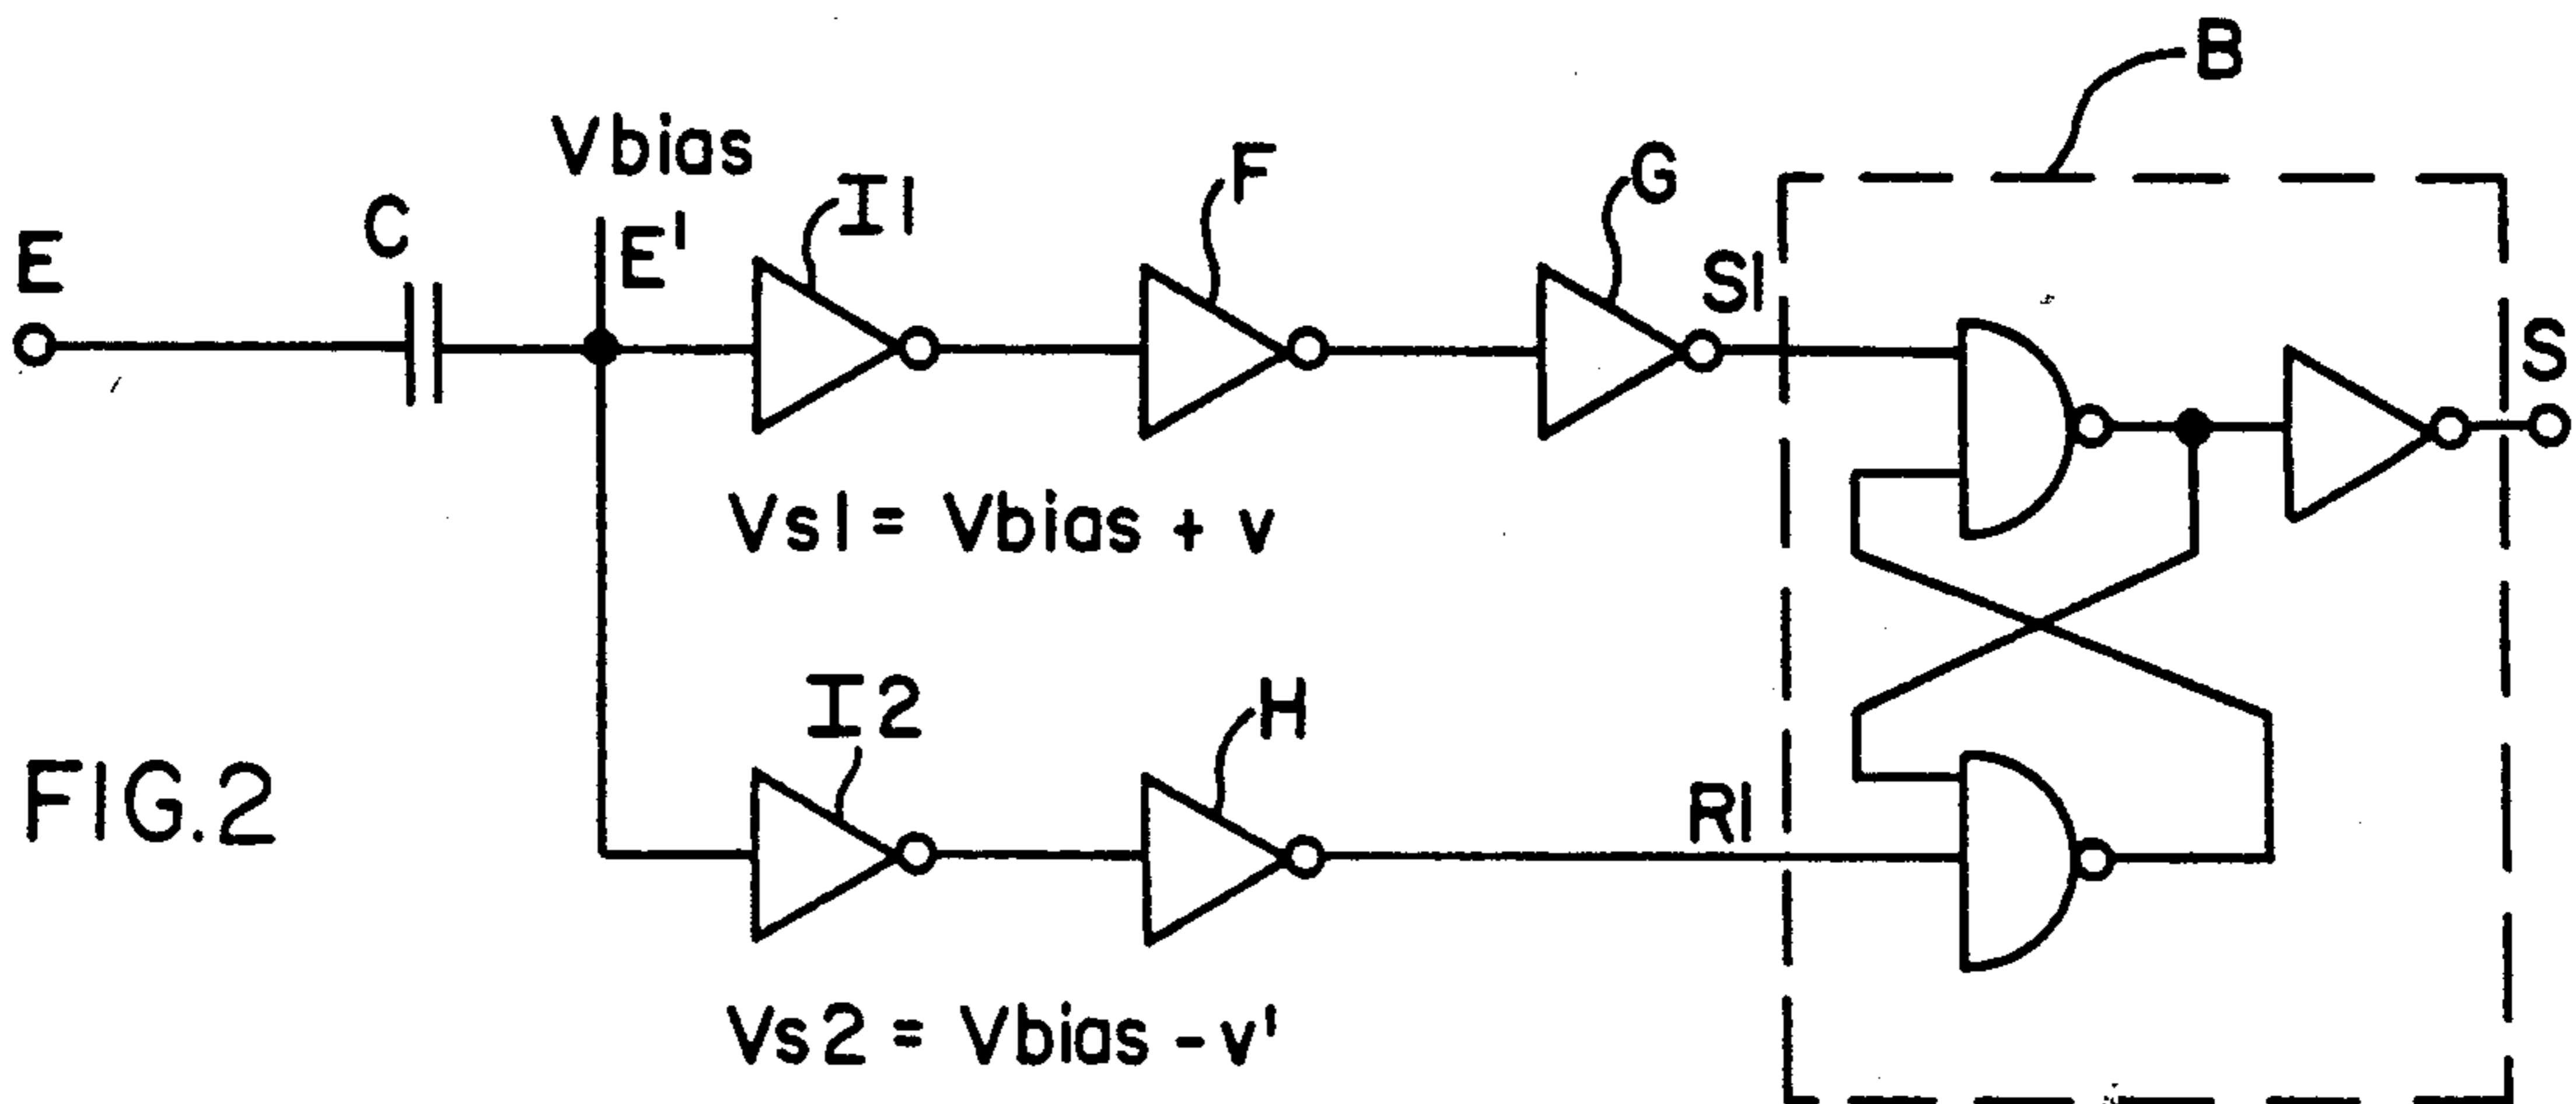 B
Vbias
E
C
E'
I1
F
G
S1
S
Vs1 = Vbias + v
I2
H
R1
FIG.2
Vs2 = Vbias - v'